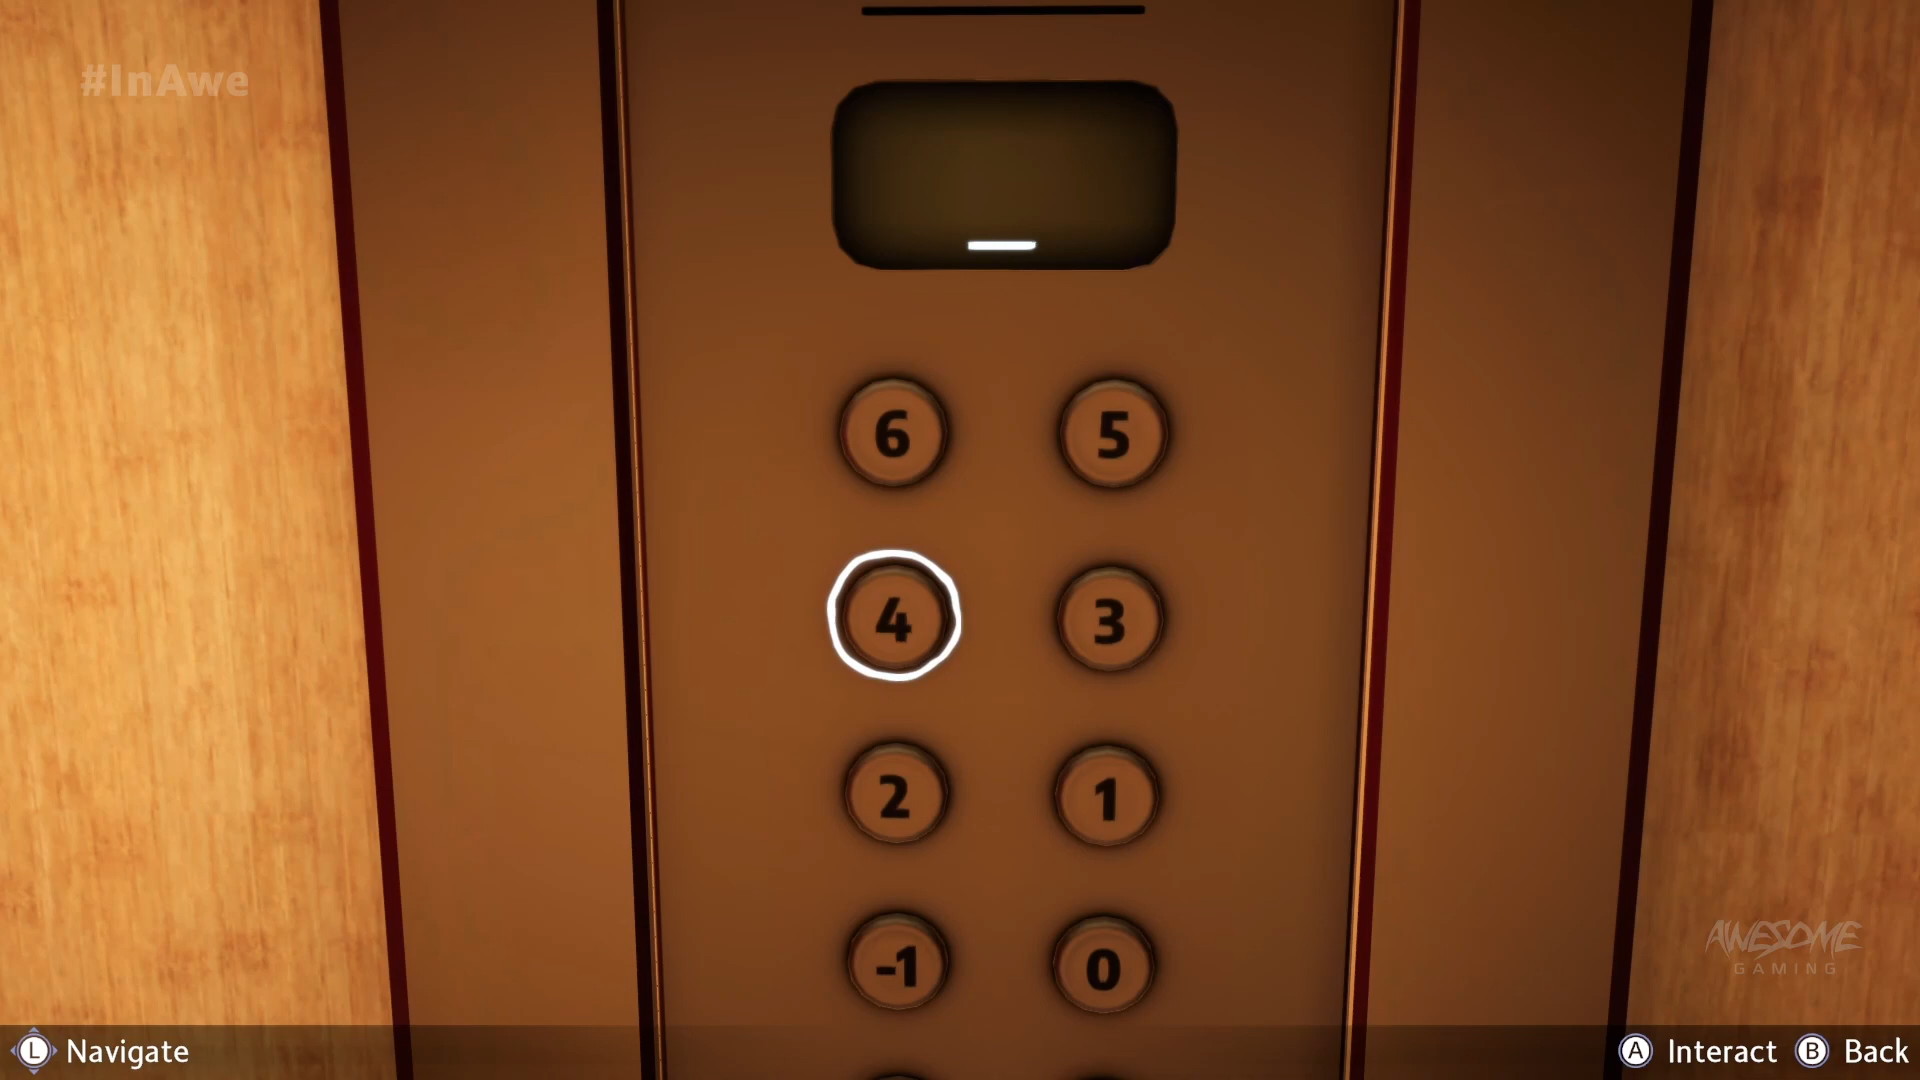 #InAwe
6 5
4 3
2 1
-1 0
AWESOME
GAMING
L Navigate
A Interact B Back